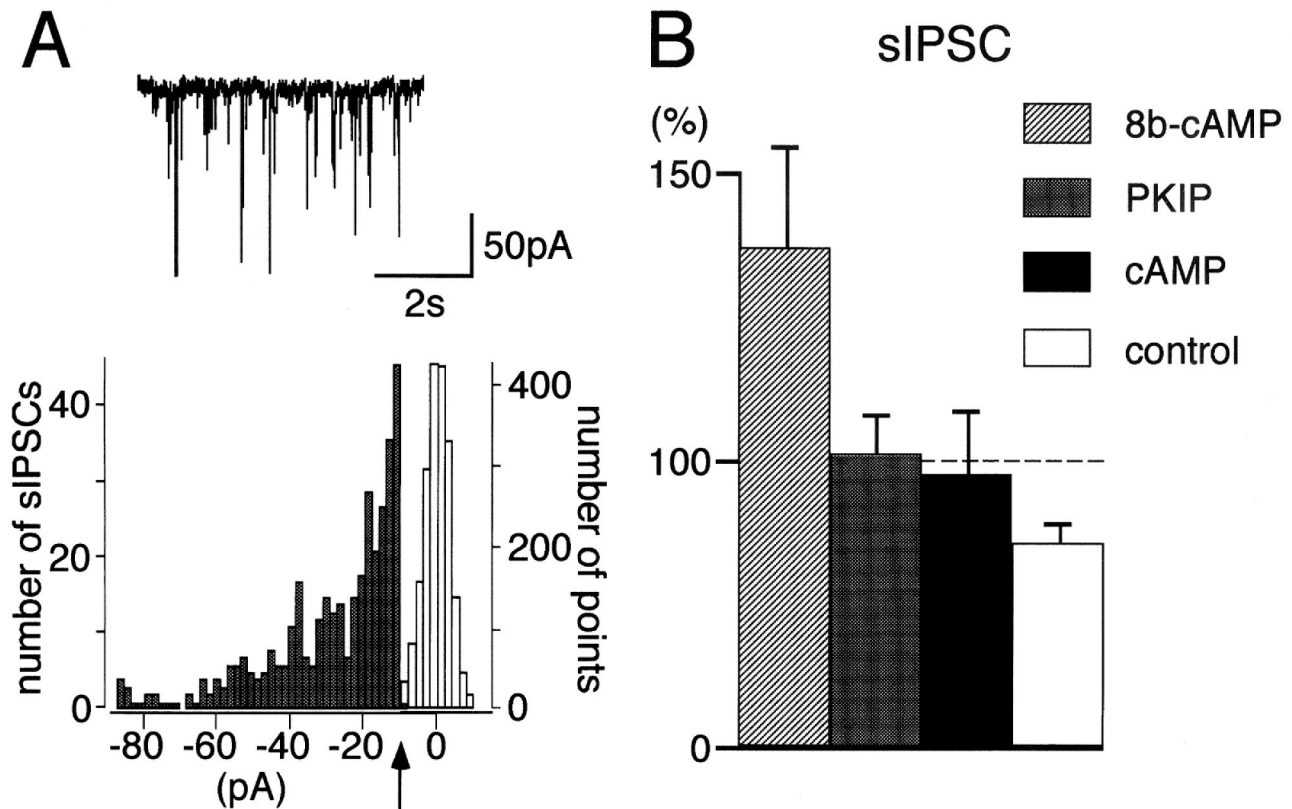 A
50pA
2s
number of sIPSCs
40
20
0
number of points
400
200
0
-80 -60 -40 -20 0
(pA)
B
sIPSC
(%)
150
100
0
8b-cAMP
PKIP
cAMP
control